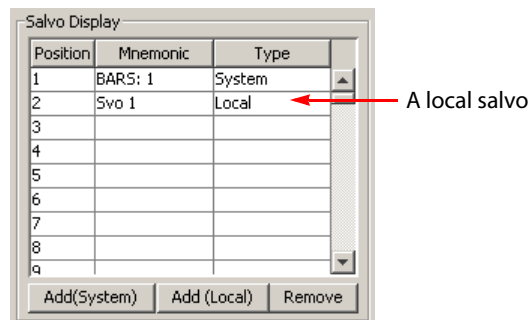 Salvo Display
Position Mnemonic Type
1 BARS: 1 System
2 Svo 1 Local
A local salvo
3
4
5
6
7
8
9
Add(System) Add (Local) Remove